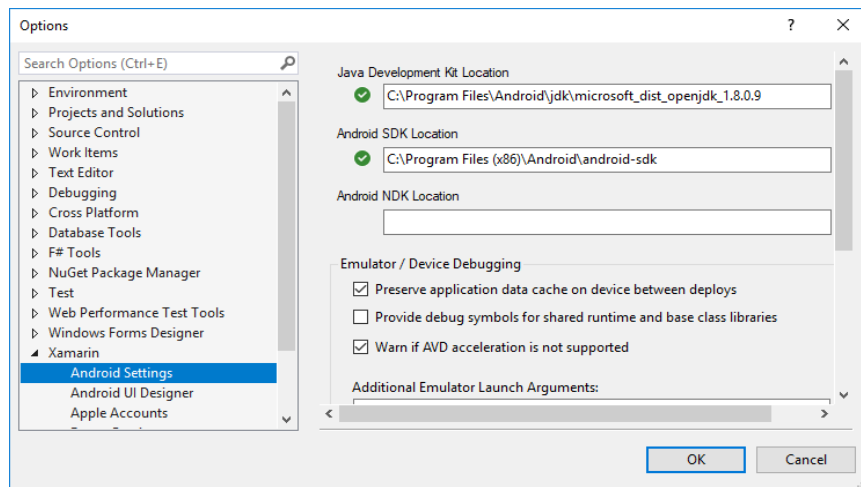 Options
Search Options (Ctrl+E)
Environment
Projects and Solutions
Source Control
Work Items
Text Editor
Debugging
Cross Platform
Database Tools
F# Tools
NuGet Package Manager
Test
Web Performance Test Tools
Windows Forms Designer
Xamarin
Android Settings
Android UI Designer
Apple Accounts
Java Development Kit Location
C:\Program Files\Android\jdk\microsoft_dist_openjdk_1.8.0.9
Android SDK Location
C:\Program Files (x86)\Android\android-sdk
Android NDK Location
Emulator / Device Debugging
Preserve application data cache on device between deploys
Provide debug symbols for shared runtime and base class libraries
Warn if AVD acceleration is not supported
Additional Emulator Launch Arguments:
OK
Cancel